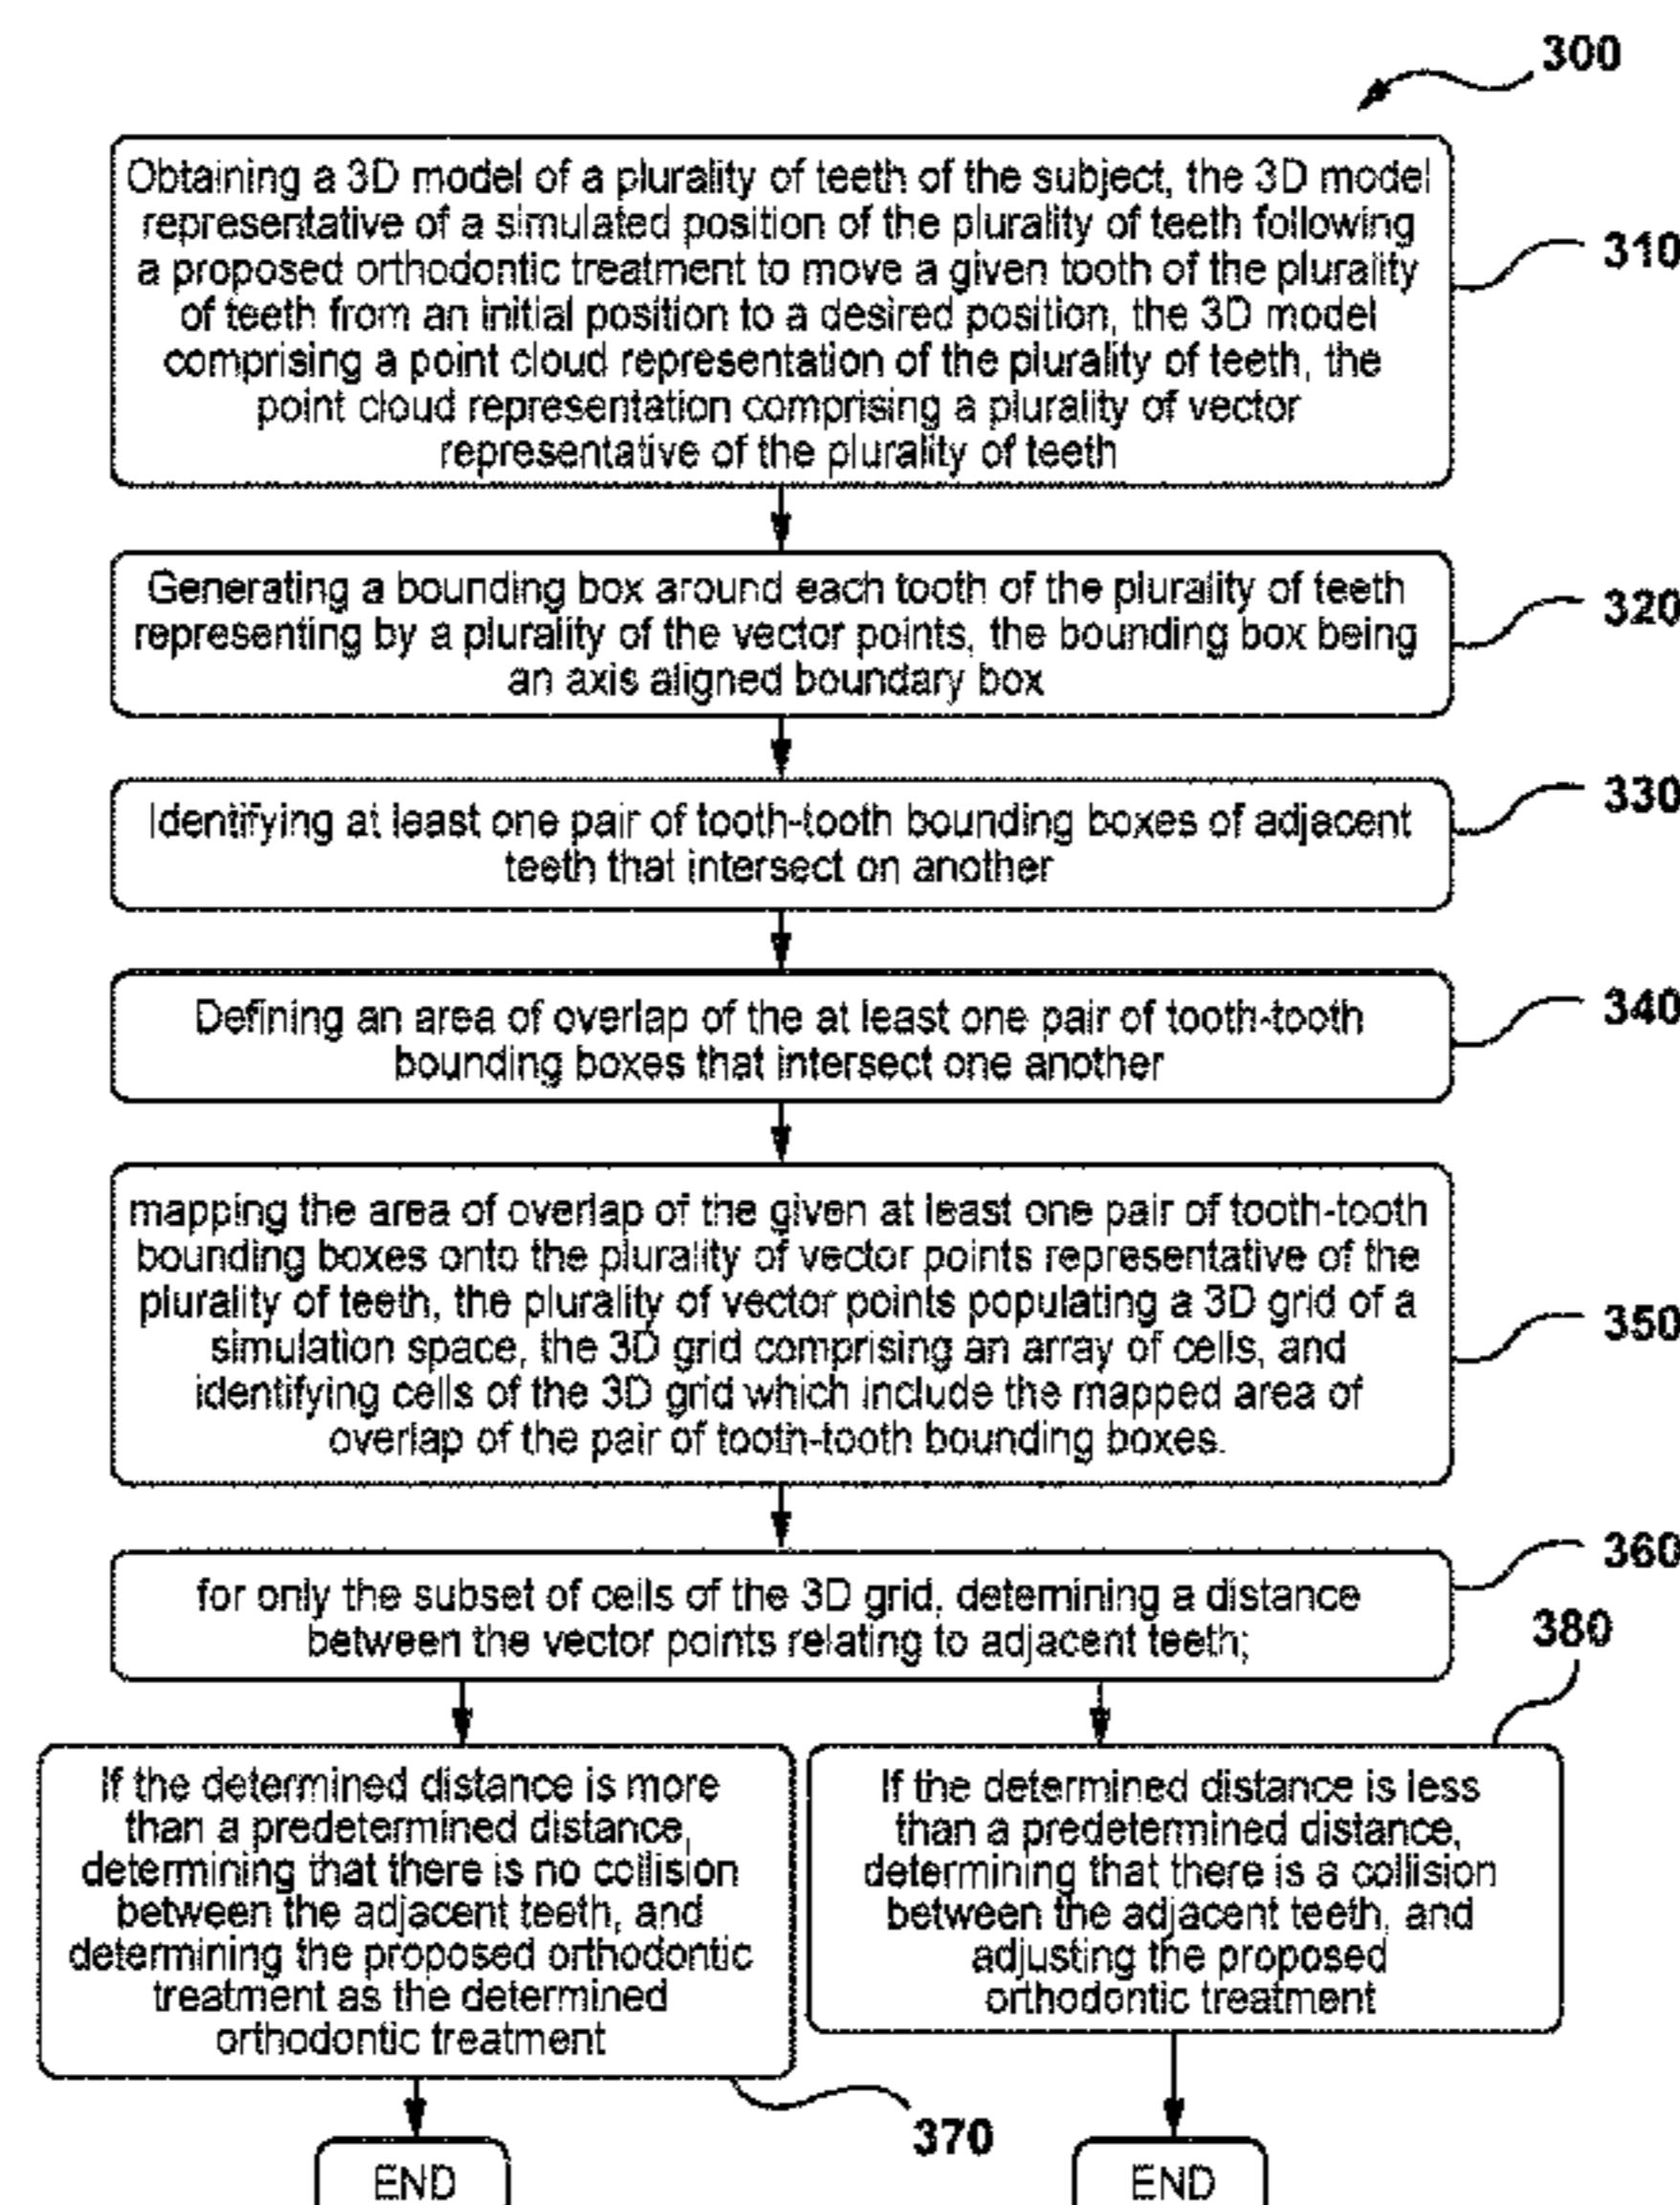 300
Obtaining a 3D model of a plurality of teeth of the subject, the 3D model
representative of a simulated position of the plurality of teeth following
a proposed orthodontic treatment to move a given tooth of the plurality
of teeth from an initial position to a desired position, the 3D model
comprising a point cloud representation of the plurality of teeth, the
point cloud representation comprising a plurality of vector
representative of the plurality of teeth
310
Generating a bounding box around each tooth of the plurality of teeth
representing by a plurality of the vector points, the bounding box being
an axis aligned boundary box
320
Identifying at least one pair of tooth-tooth bounding boxes of adjacent
teeth that intersect on another
330
Defining an area of overlap of the at least one pair of tooth-tooth
bounding boxes that intersect one another
340
mapping the area of overlap of the given at least one pair of tooth-tooth
bounding boxes onto the plurality of vector points representative of the
plurality of teeth, the plurality of vector points populating a 3D grid of a
simulation space, the 3D grid comprising an array of cells, and
identifying cells of the 3D grid which include the mapped area of
overlap of the pair of tooth-tooth bounding boxes.
350
for only the subset of cells of the 3D grid, detemining a distance
between the vector points relating to adjacent teeth;
360
If the determined distance is more
than a predetermined distance,
determining that there is no collision
between the adjacent teeth, and
determining the proposed orthodontic
treatment as the determined
orthodontic treatment
370
If the determined distance is less
than a predetermined distance,
determining that there is a collision
between the adjacent teeth, and
adjusting the proposed
orthodontic treatment
380
END
END